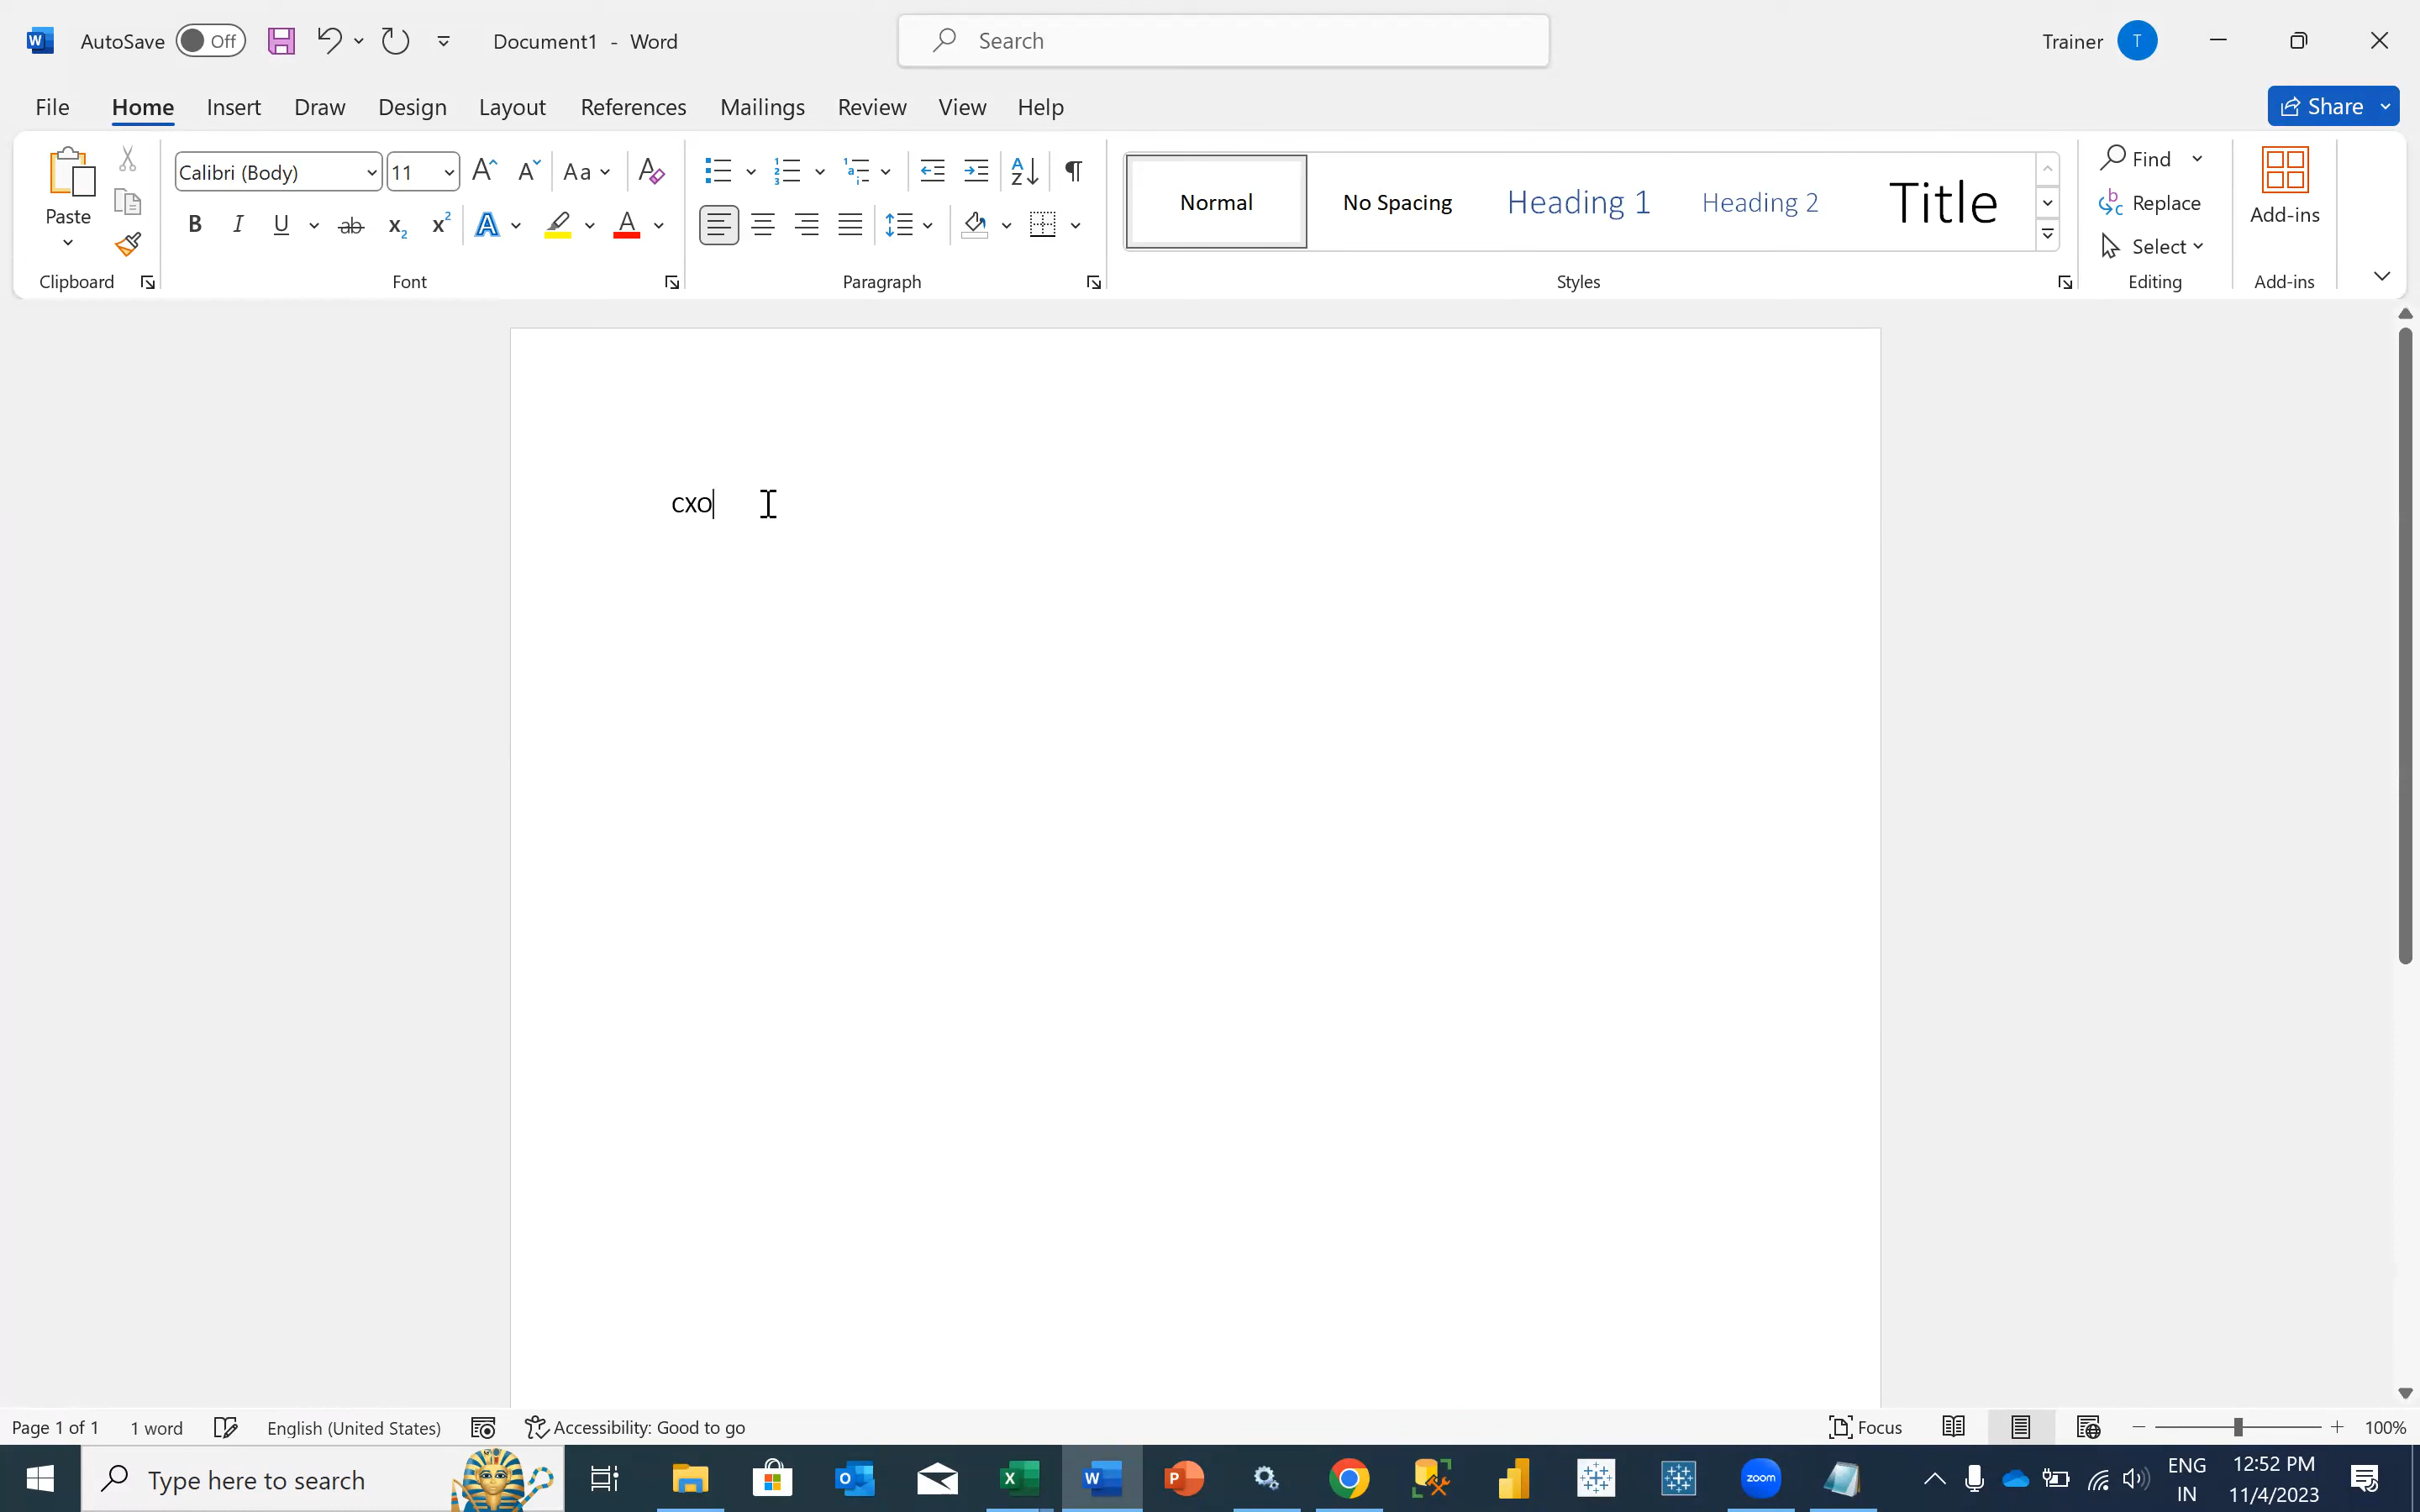 AutoSave Off Document1 - Word Search Trainer T
File Home Insert Draw Design Layout References Mailings Review View Help Share
Paste Calibri (Body) 11 Aa Normal No Spacing Heading 1 Heading 2 Title Find Replace Select Add-ins
Clipboard Font Paragraph Styles Editing Add-ins
cxo
Page 1 of 1 1 word English (United States) Accessibility: Good to go Focus 100%
Type here to search zoom ENG IN 12:52 PM 11/4/2023